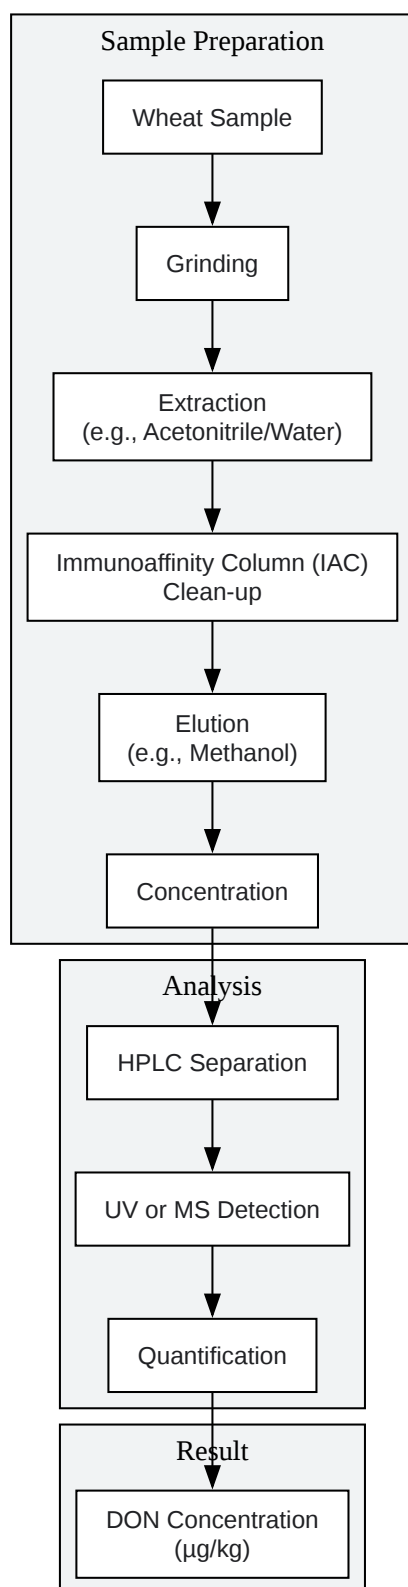 Sample Preparation
Wheat Sample
Grinding
Extraction
(e.g., Acetonitrile/Water)
Immunoaffinity Column (IAC)
Clean-up
Elution
(e.g., Methanol)
Concentration
Analysis
HPLC Separation
UV or MS Detection
Quantification
Result
DON Concentration
(µg/kg)